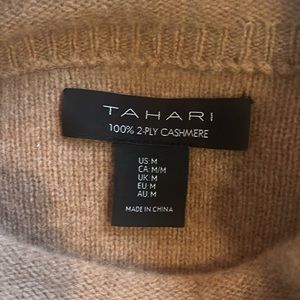 TAHARI
100% 2-PLY CASHMERE
US:M
CA:M/M
UK:M
EU:M
AU:M
MADE IN CHINA